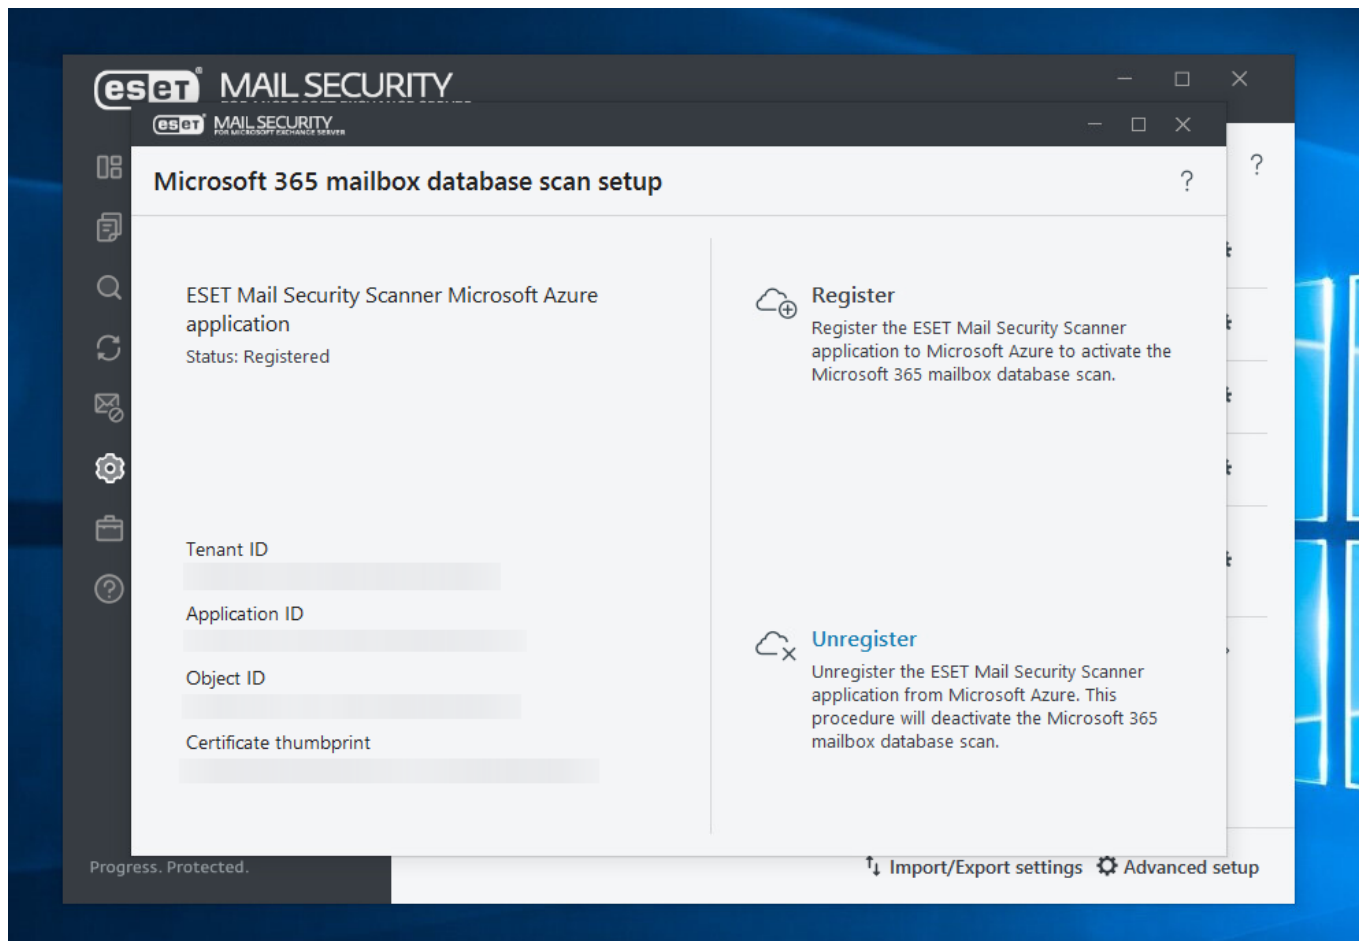 eset MAIL SECURITY
FOR MICROSOFT EXCHANGE SERVER
eset MAIL SECURITY
FOR MICROSOFT EXCHANGE SERVER
Microsoft 365 mailbox database scan setup
?
?
ESET Mail Security Scanner Microsoft Azure
application
Status: Registered
Tenant ID
Application ID
Object ID
Certificate thumbprint
Register
Register the ESET Mail Security Scanner
application to Microsoft Azure to activate the
Microsoft 365 mailbox database scan.
Unregister
Unregister the ESET Mail Security Scanner
application from Microsoft Azure. This
procedure will deactivate the Microsoft 365
mailbox database scan.
Progress. Protected.
Import/Export settings
Advanced setup